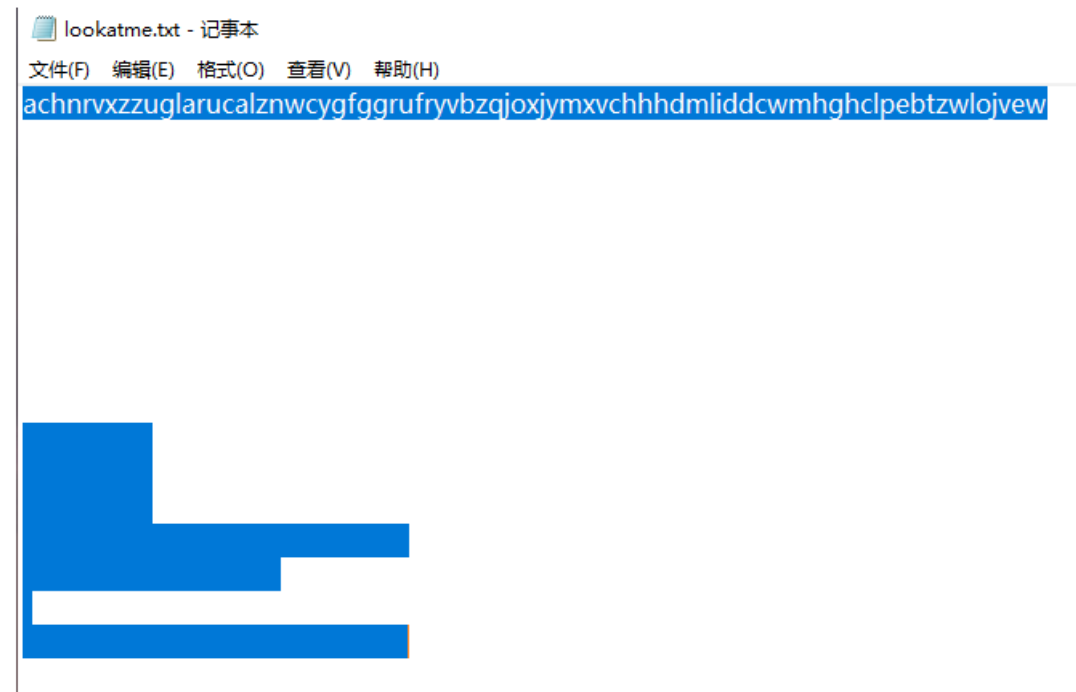 lookatme.txt - 记事本
文件(F) 编辑(E) 格式(O) 查看(V) 帮助(H)
achnrvxzzuglarucalznwcygfggrufryvbzqjoxjymxvchhhdmliddcwmhghclpebtzwlojvew